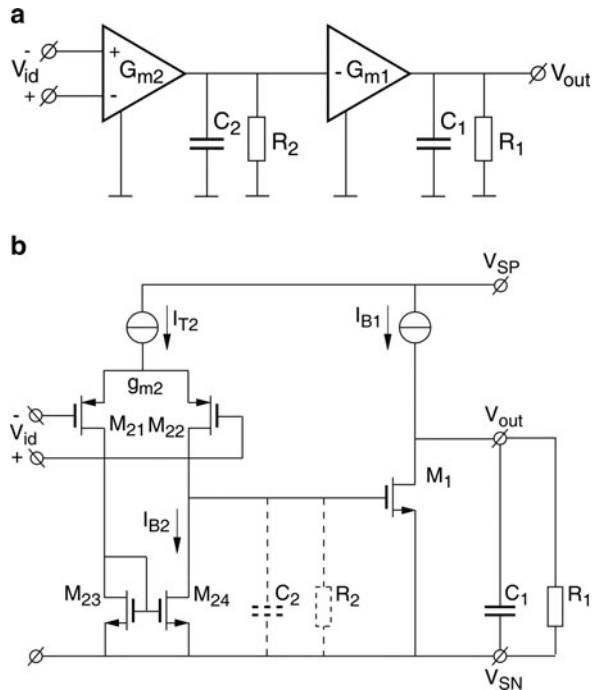 a
-
V_id
+
+
-
G_m2
C_2
R_2
-
G_m1
C_1
R_1
V_out
b
V_SP
I_T2
I_B1
g_m2
-
V_id
+
M_21
M_22
V_out
M_1
I_B2
M_23
M_24
C_2
R_2
C_1
R_1
V_SN